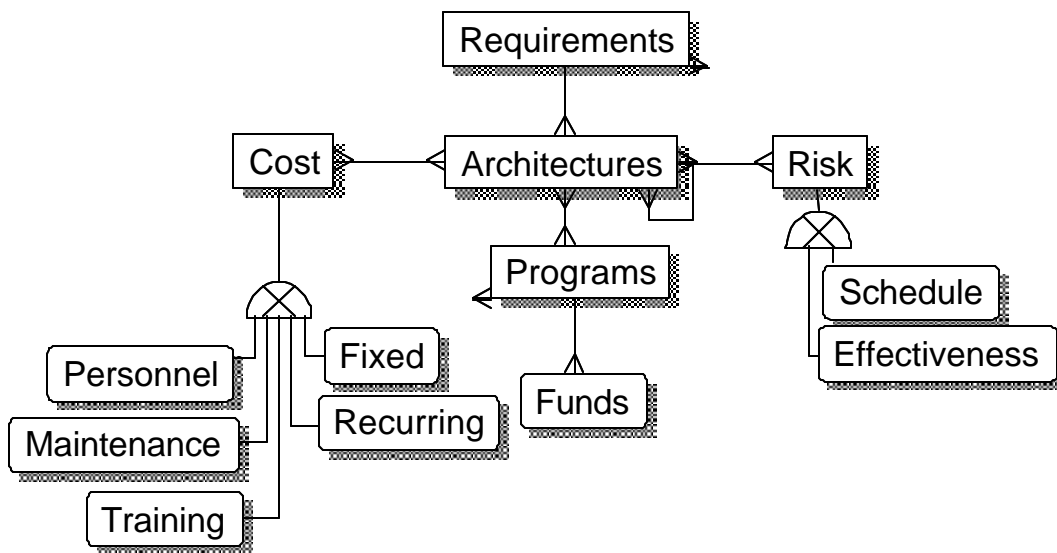 Requirements
Cost
Architectures
Risk
Programs
Schedule
Effectiveness
Personnel
Fixed
Funds
Recurring
Maintenance
Training